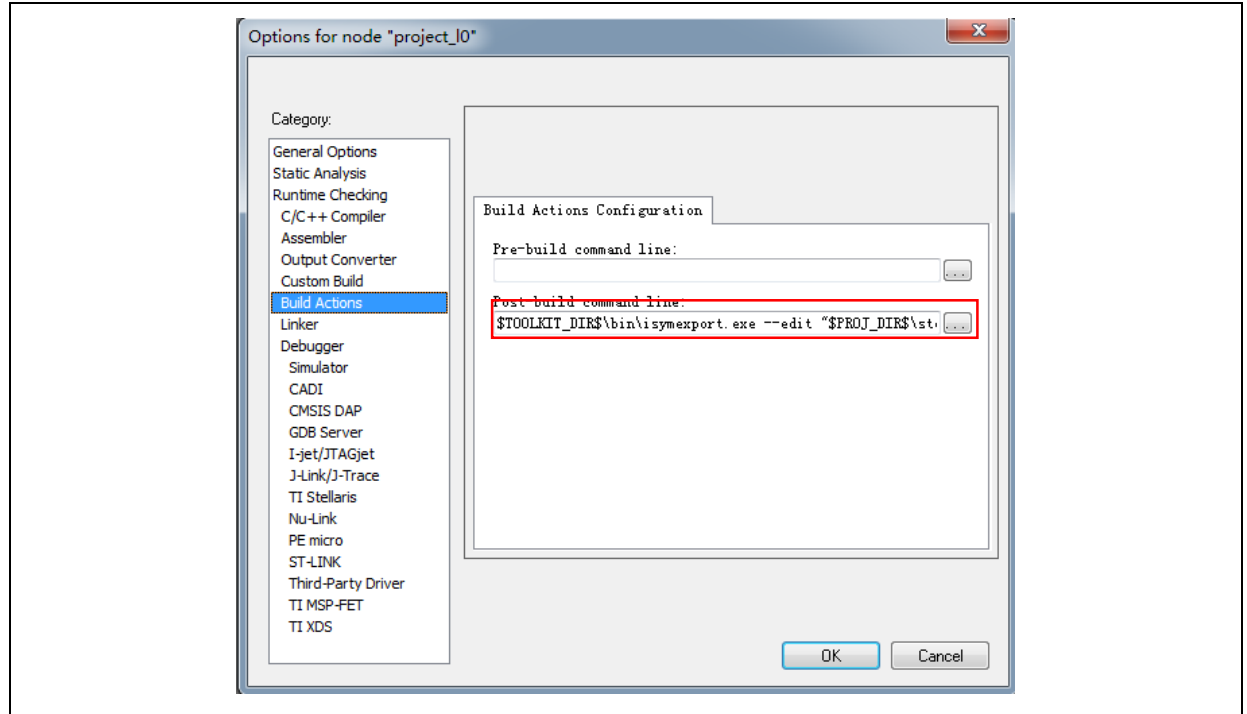 Options for node "project_l0"
Category:
General Options
Static Analysis
Runtime Checking
C/C++ Compiler
Assembler
Output Converter
Custom Build
Build Actions
Linker
Debugger
Simulator
CADI
CMSIS DAP
GDB Server
I-jet/JTAGjet
J-Link/J-Trace
TI Stellaris
Nu-Link
PE micro
ST-LINK
Third-Party Driver
TI MSP-FET
TI XDS
Build Actions Configuration
Pre-build command line:
...
Post-build command line:
$TOOLKIT_DIR$\bin\isymexport.exe --edit "$PROJ_DIR$\st ...
OK Cancel